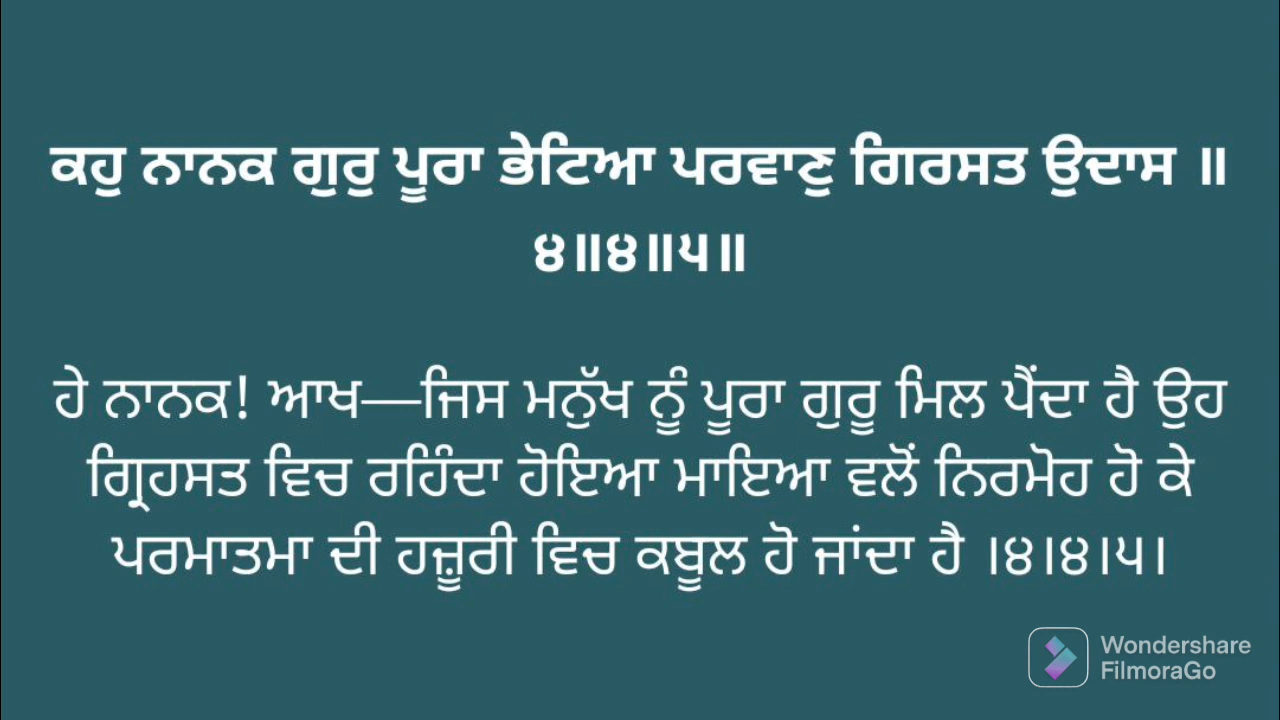 ਕਹੁ ਨਾਨਕ ਗੁਰੁ ਪੂਰਾ ਭੇਟਿਆ ਪਰਵਾਣੁ ਗਿਰਸਤ ਉਦਾਸ ॥
੪॥੪॥੫॥
ਹੇ ਨਾਨਕ! ਆਖ—ਜਿਸ ਮਨੁੱਖ ਨੂੰ ਪੂਰਾ ਗੁਰੂ ਮਿਲ ਪੈਂਦਾ ਹੈ ਉਹ
ਗ੍ਰਿਹਸਤ ਵਿਚ ਰਹਿੰਦਾ ਹੋਇਆ ਮਾਇਆ ਵਲੋਂ ਨਿਰਮੋਹ ਹੋ ਕੇ
ਪਰਮਾਤਮਾ ਦੀ ਹਜ਼ੂਰੀ ਵਿਚ ਕਬੂਲ ਹੋ ਜਾਂਦਾ ਹੈ ।੪।੪।੫।
Wondershare
FilmoraGo